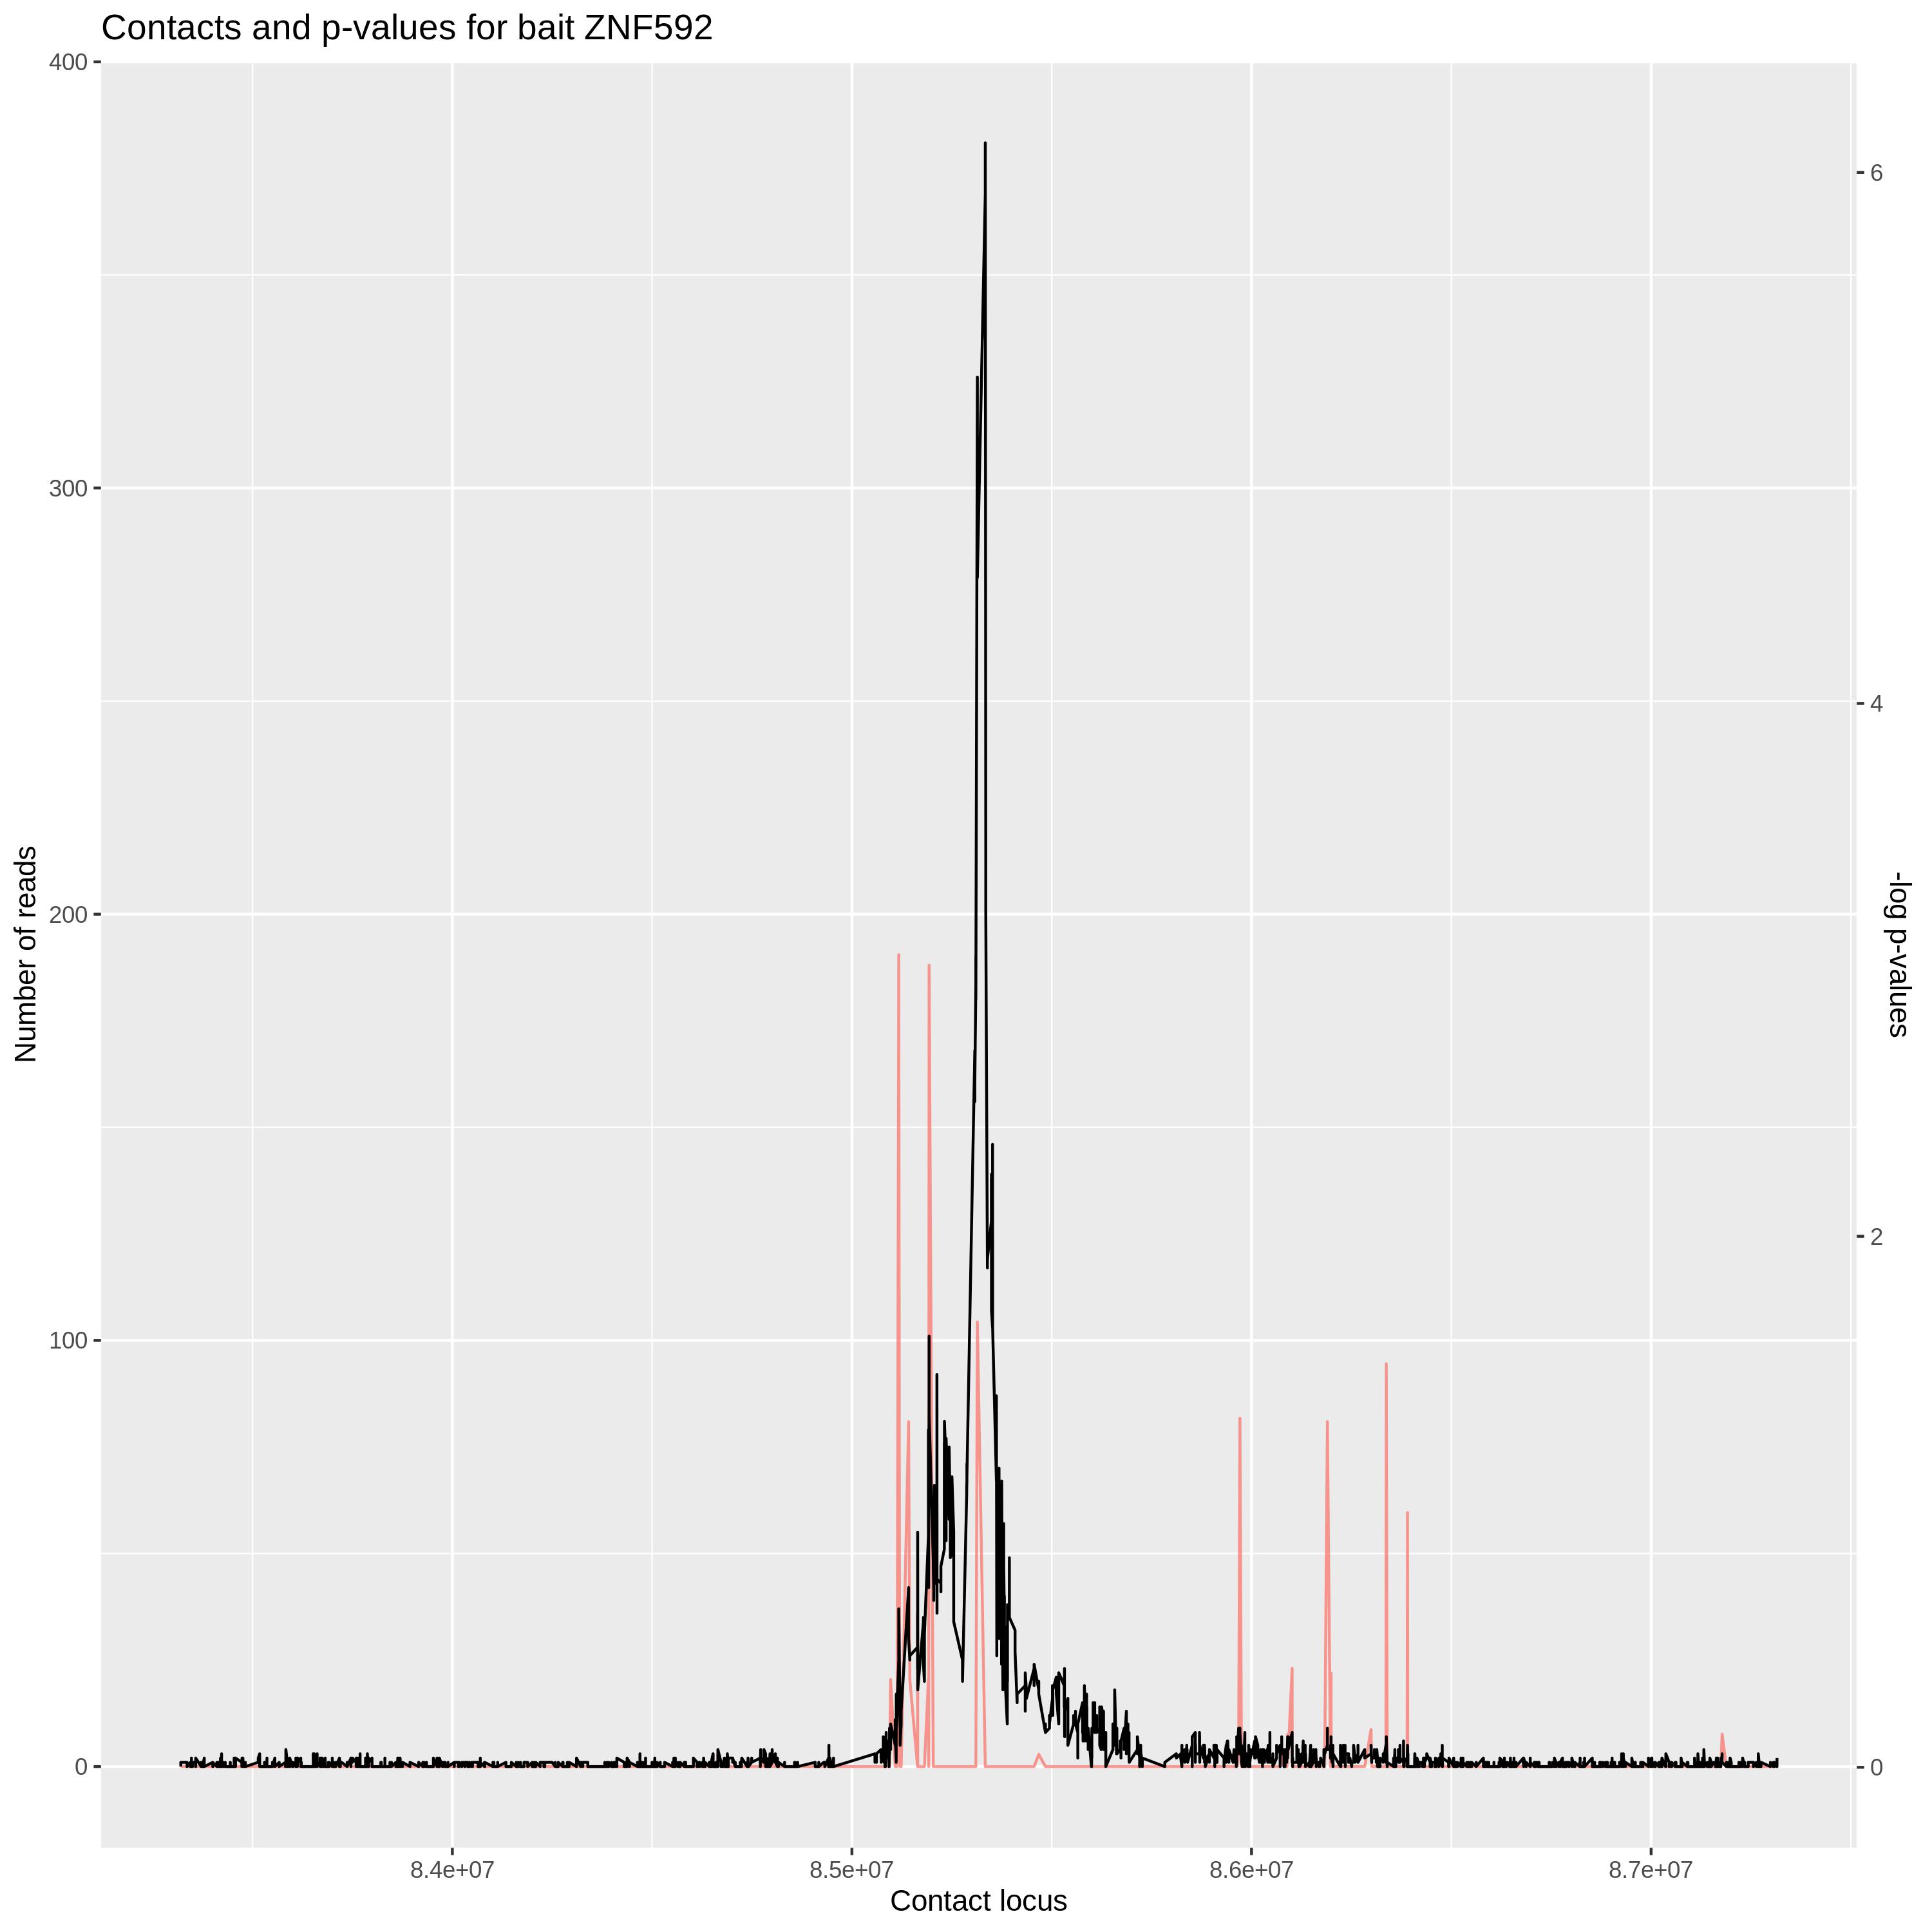 Contacts and p-values for bait ZNF592
400
300
200
100
0
Number of reads
6
4
2
0
-log p-values
8.4e+07 8.5e+07 8.6e+07 8.7e+07
Contact locus